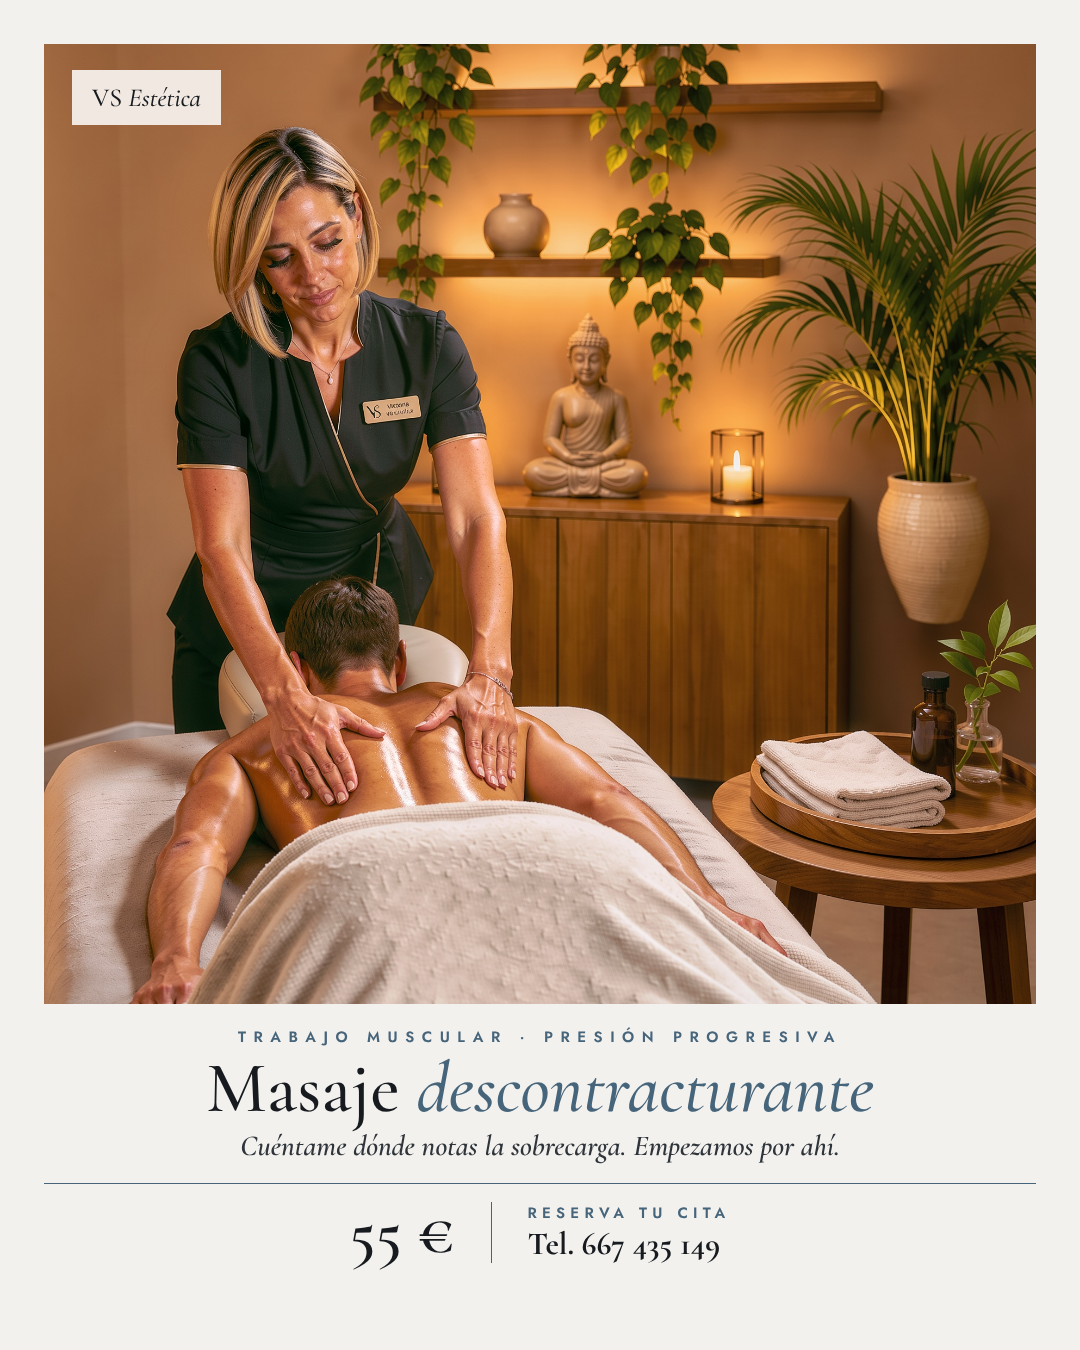 VS Estética
VS
TRABAJO MUSCULAR · PRESIÓN PROGRESIVA
Masaje descontracturante
Cuéntame dónde notas la sobrecarga. Empezamos por ahí.
55 €
RESERVA TU CITA
Tel. 667 435 149